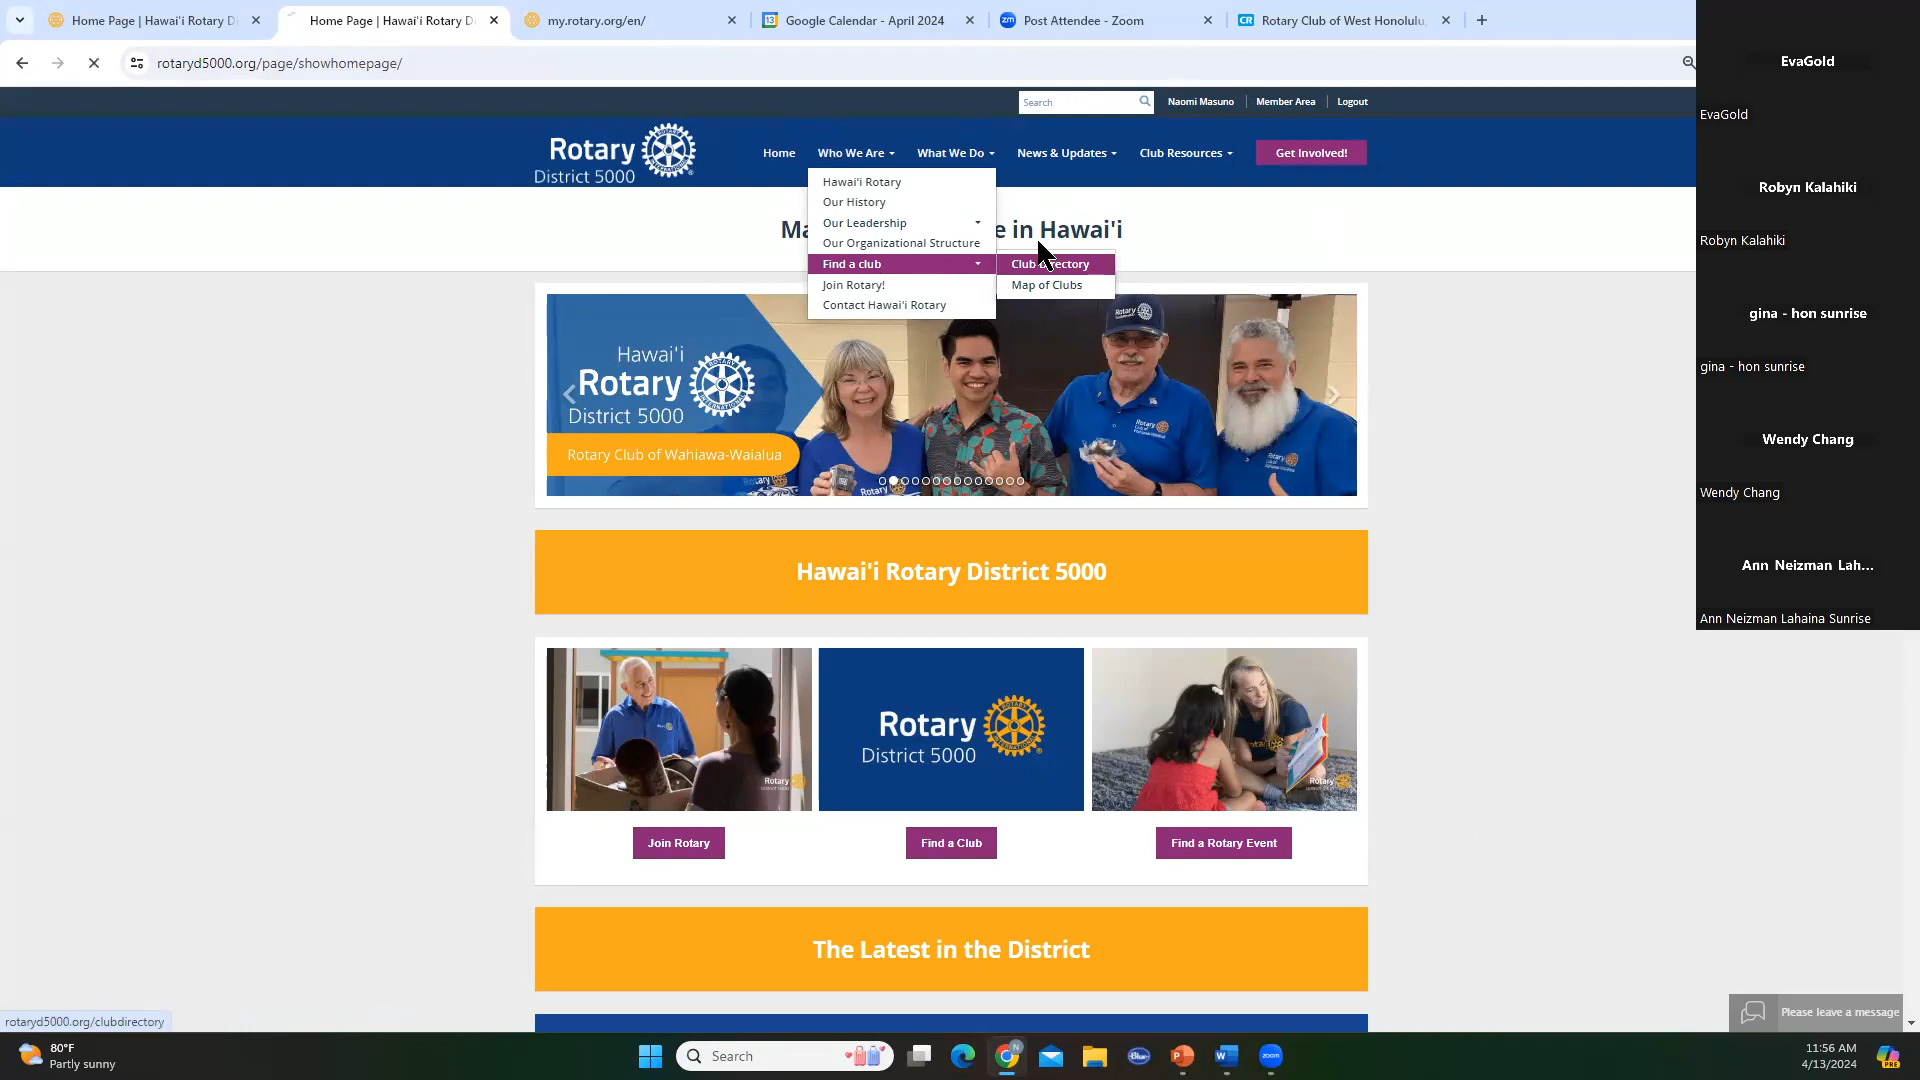 Home Page | Hawai'i Rotary Di
Home Page | Hawai'i Rotary Di
my.rotary.org/en/
Google Calendar - April 2024
Post Attendee - Zoom
Rotary Club of West Honolulu
rotaryd5000.org/page/showhomepage/
Search
Naomi Masuno
Member Area
Logout
Rotary
District 5000
Home
Who We Are
What We Do
News & Updates
Club Resources
Get Involved!
Hawai'i Rotary
Our History
Our Leadership
Our Organizational Structure
Find a club
Join Rotary!
Contact Hawai'i Rotary
Club Directory
Map of Clubs
Ma
e in Hawai'i
Hawai'i
Rotary
District 5000
Rotary Club of Wahiawa-Waialua
Hawai'i Rotary District 5000
Rotary
District 5000
Join Rotary
Find a Club
Find a Rotary Event
The Latest in the District
EvaGold
EvaGold
Robyn Kalahiki
Robyn Kalahiki
gina - hon sunrise
gina - hon sunrise
Wendy Chang
Wendy Chang
Ann Neizman Lah...
Ann Neizman Lahaina Sunrise
Please leave a message
rotaryd5000.org/clubdirectory
80°F
Partly sunny
Search
11:56 AM
4/13/2024